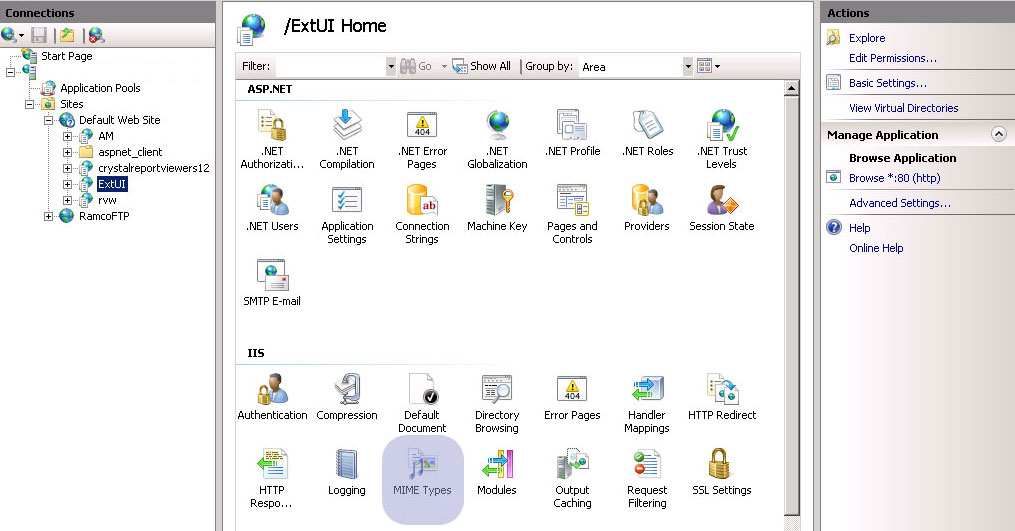 Connections
Start Page
Application Pools
Sites
Default Web Site
AM
aspnet_client
crystalreportviewers12
ExtUI
rvw
RamcoFTP
/ExtUI Home
Filter: Go Show All Group by: Area
ASP.NET
.NET Authorizati... .NET Compilation .NET Error Pages .NET Globalization .NET Profile .NET Roles .NET Trust Levels
404
.NET Users Application Settings Connection Strings Machine Key Pages and Controls Providers Session State
ab
SMTP E-mail
IIS
Authentication Compression Default Document Directory Browsing Error Pages Handler Mappings HTTP Redirect
404
HTTP Respo... Logging MIME Types Modules Output Caching Request Filtering SSL Settings
Actions
Explore
Edit Permissions...
Basic Settings...
View Virtual Directories
Manage Application
Browse Application
Browse *:80 (http)
Advanced Settings...
Help
Online Help